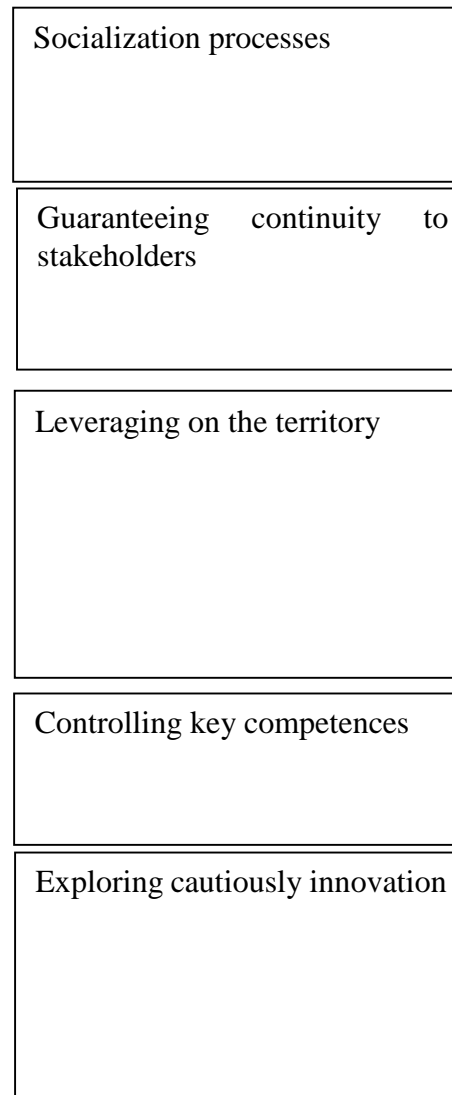 Socialization processes
Guaranteeing continuity to
stakeholders
Leveraging on the territory
Controlling key competences
Exploring cautiously innovation